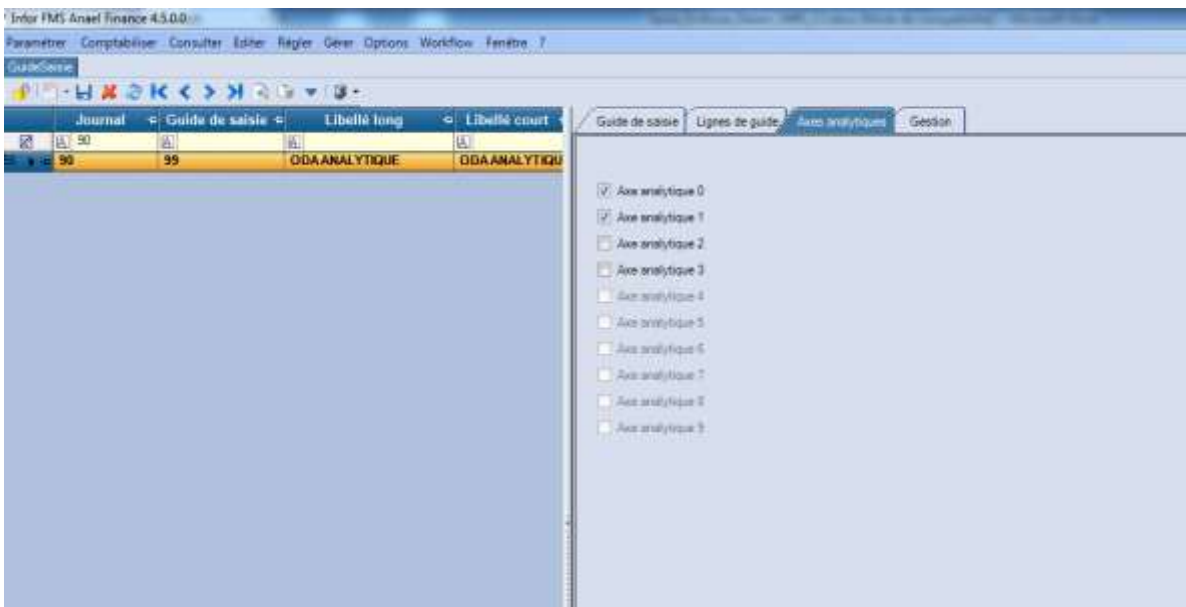 Infor FMS Anael Finance 4.5.0.0
Paramétrer Comptabiliser Consulter Editer Régler Gérer Options Workflow Fenêtre ?
GuideSaisie
Journal Guide de saisie Libellé long Libellé court
90
90 99 ODA ANALYTIQUE ODA ANALYTIQU
Guide de saisie Lignes de guide Axes analytiques Gestion
Axe analytique 0
Axe analytique 1
Axe analytique 2
Axe analytique 3
Axe analytique 4
Axe analytique 5
Axe analytique 6
Axe analytique 7
Axe analytique 8
Axe analytique 9